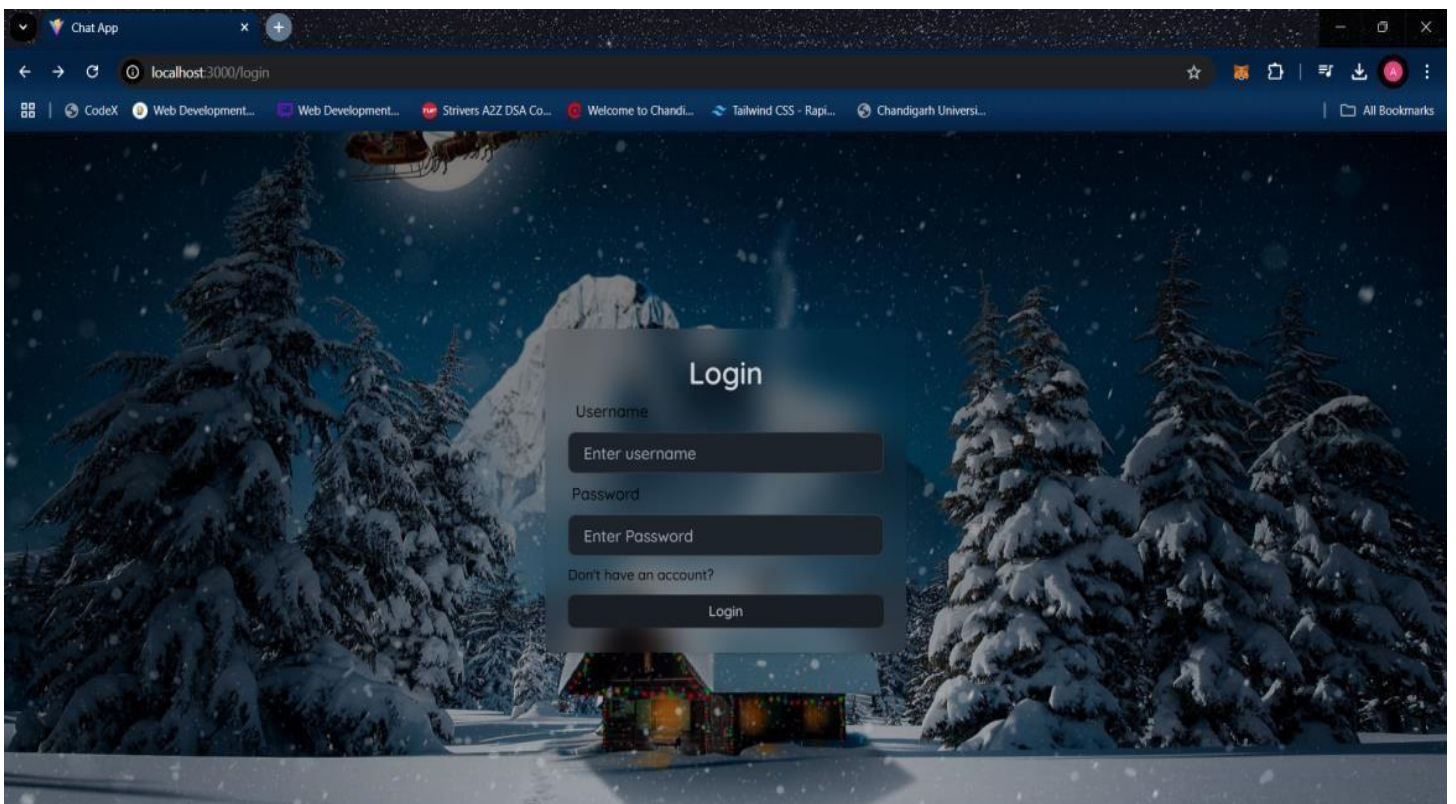 Chat App
localhost:3000/login
CodeX Web Development... Web Development... Strivers A2Z DSA Co... Welcome to Chandi... Tailwind CSS - Rapi... Chandigarh Universi... All Bookmarks
Login
Username
Enter username
Password
Enter Password
Don't have an account?
Login